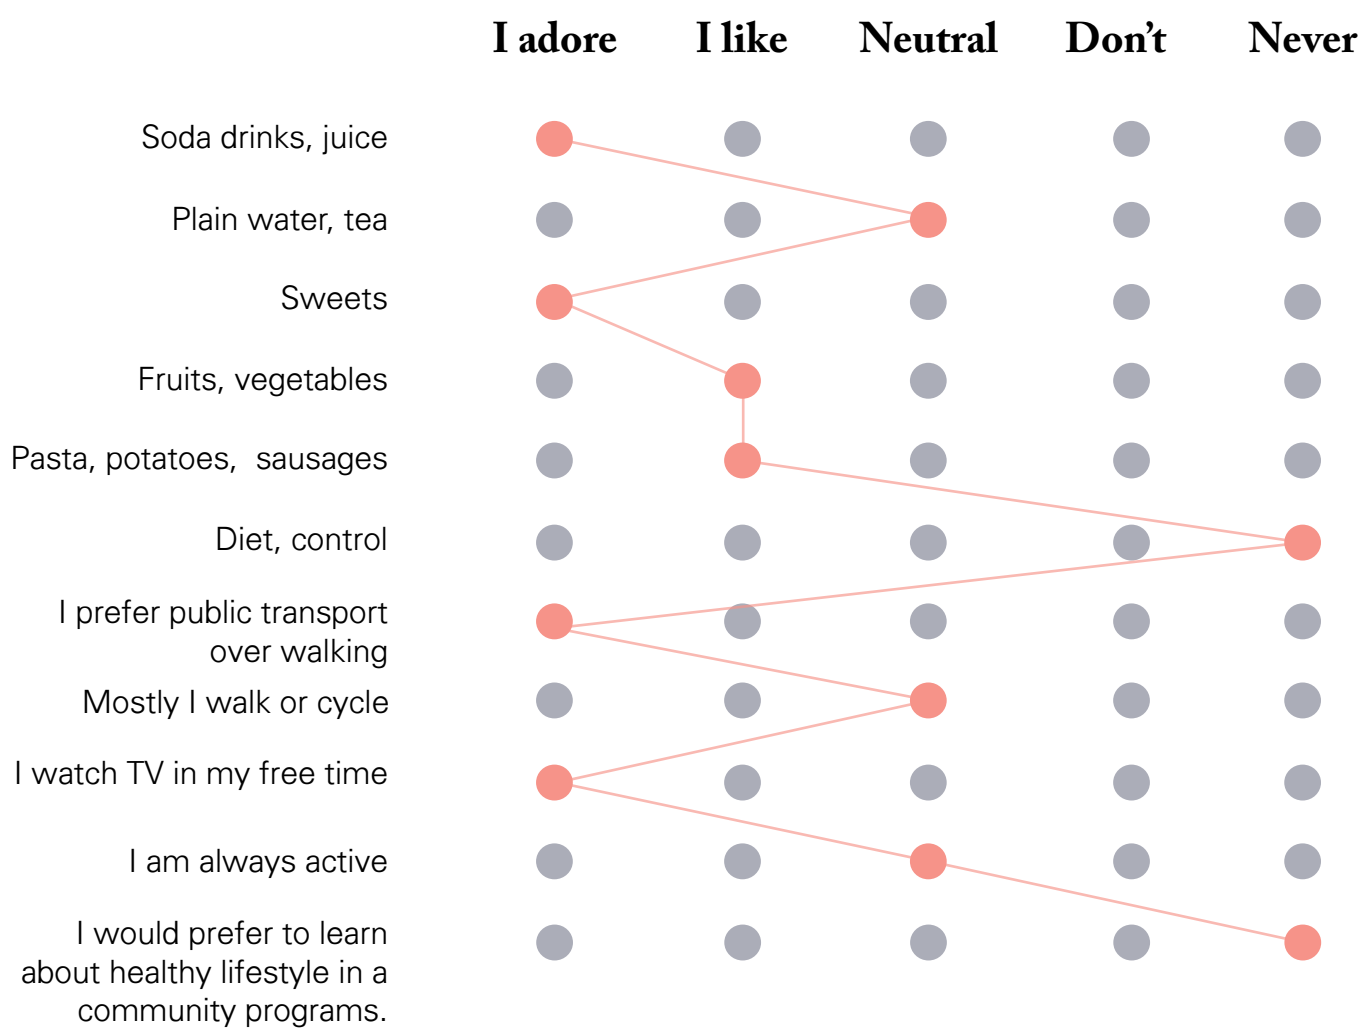 I adore I like Neutral Don't Never
Soda drinks, juice
Plain water, tea
Sweets
Fruits, vegetables
Pasta, potatoes, sausages
Diet, control
I prefer public transport
over walking
Mostly I walk or cycle
I watch TV in my free time
I am always active
I would prefer to learn
about healthy lifestyle in a
community programs.